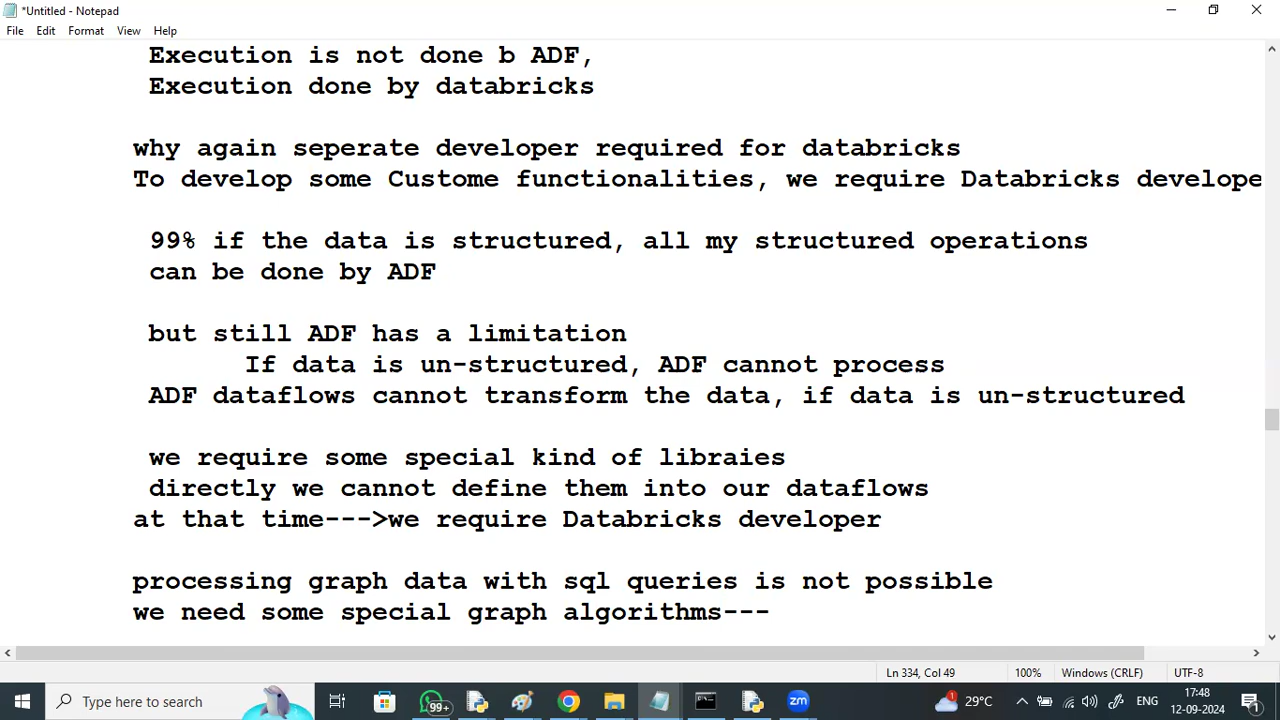 *Untitled - Notepad
File Edit Format View Help
Execution is not done b ADF,
Execution done by databricks
why again seperate developer required for databricks
To develop some Custome functionalities, we require Databricks develope
99% if the data is structured, all my structured operations
can be done by ADF
but still ADF has a limitation
If data is un-structured, ADF cannot process
ADF dataflows cannot transform the data, if data is un-structured
we require some special kind of libraies
directly we cannot define them into our dataflows
at that time--->we require Databricks developer
processing graph data with sql queries is not possible
we need some special graph algorithms---
Ln 334, Col 49 100% Windows (CRLF) UTF-8
Type here to search 99+ 1 29°C ENG 17:48 1
12-09-2024